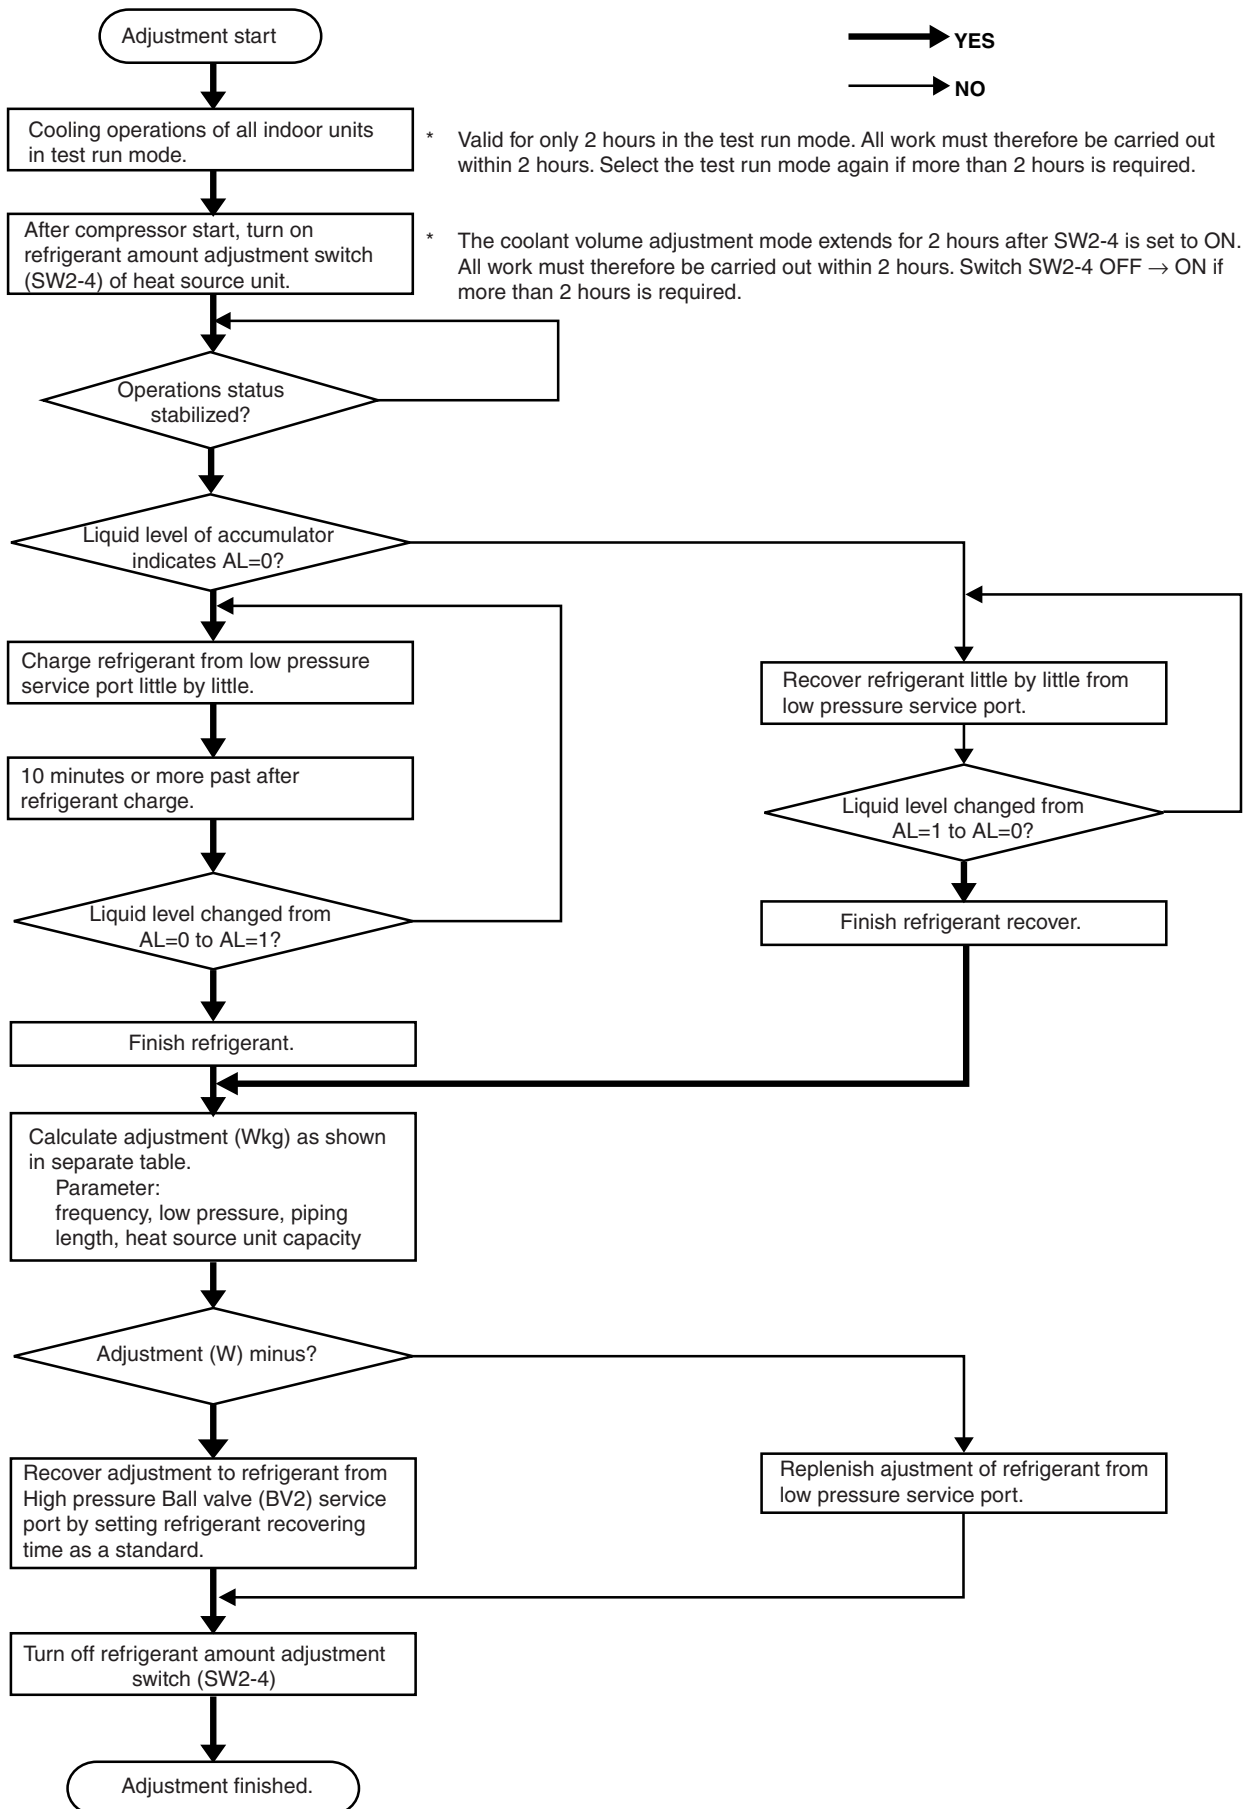 Adjustment start
YES
NO
Cooling operations of all indoor units
in test run mode.
* Valid for only 2 hours in the test run mode. All work must therefore be carried out
within 2 hours. Select the test run mode again if more than 2 hours is required.
After compressor start, turn on
refrigerant amount adjustment switch
(SW2-4) of heat source unit.
* The coolant volume adjustment mode extends for 2 hours after SW2-4 is set to ON.
All work must therefore be carried out within 2 hours. Switch SW2-4 OFF → ON if
more than 2 hours is required.
Operations status
stabilized?
Liquid level of accumulator
indicates AL=0?
Charge refrigerant from low pressure
service port little by little.
Recover refrigerant little by little from
low pressure service port.
10 minutes or more past after
refrigerant charge.
Liquid level changed from
AL=1 to AL=0?
Liquid level changed from
AL=0 to AL=1?
Finish refrigerant recover.
Finish refrigerant.
Calculate adjustment (Wkg) as shown
in separate table.
Parameter:
frequency, low pressure, piping
length, heat source unit capacity
Adjustment (W) minus?
Recover adjustment to refrigerant from
High pressure Ball valve (BV2) service
port by setting refrigerant recovering
time as a standard.
Replenish ajustment of refrigerant from
low pressure service port.
Turn off refrigerant amount adjustment
switch (SW2-4)
Adjustment finished.